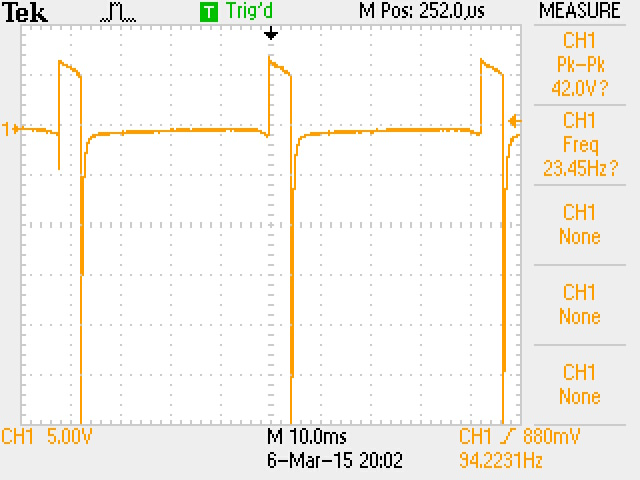 Tek T Trig'd M Pos: 252.0µs MEASURE
CH1
Pk-Pk
42.0V?
1
CH1
Freq
23.45Hz?
CH1
None
CH1
None
CH1
None
CH1 5.00V M 10.0ms CH1 880mV
6-Mar-15 20:02 94.2231Hz